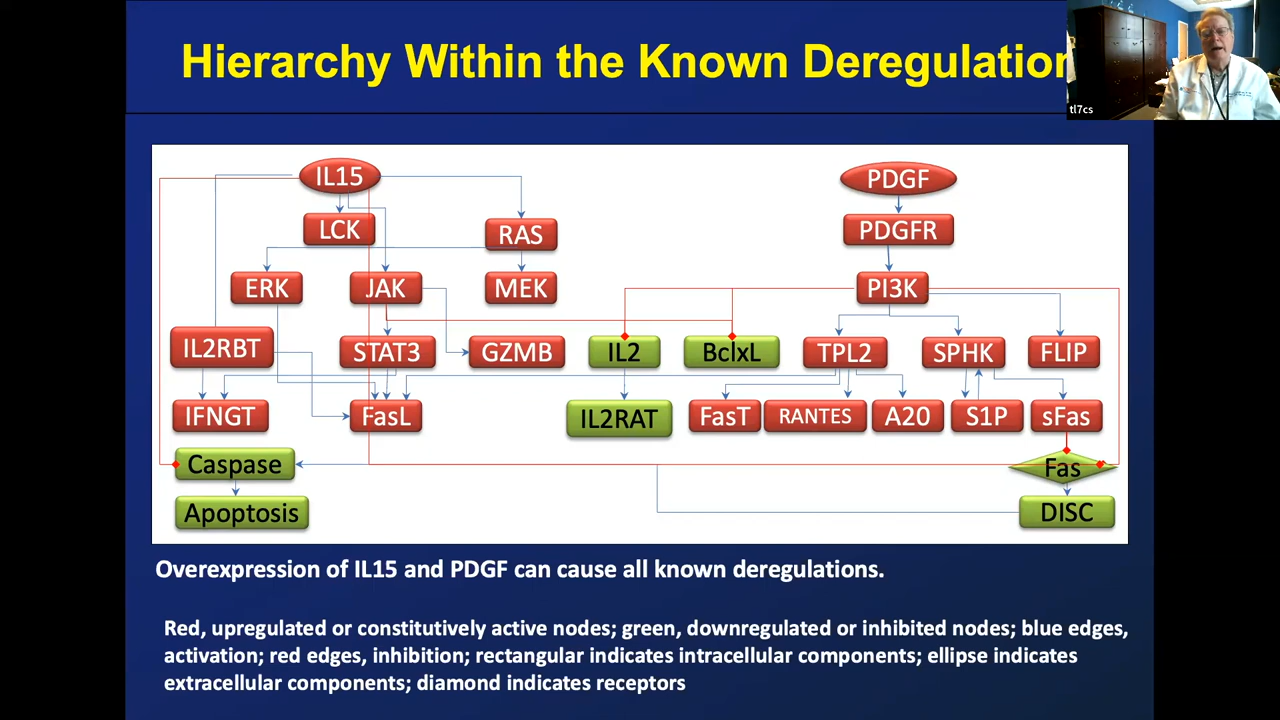 Hierarchy Within the Known Deregulation
tl7cs
IL15
PDGF
LCK
RAS
PDGFR
ERK
JAK
MEK
PI3K
IL2RBT
STAT3
GZMB
IL2
BclxL
TPL2
SPHK
FLIP
IFNGT
FasL
IL2RAT
FasT
RANTES
A20
S1P
sFas
Caspase
Fas
Apoptosis
DISC
Overexpression of IL15 and PDGF can cause all known deregulations.
Red, upregulated or constitutively active nodes; green, downregulated or inhibited nodes; blue edges,
activation; red edges, inhibition; rectangular indicates intracellular components; ellipse indicates
extracellular components; diamond indicates receptors